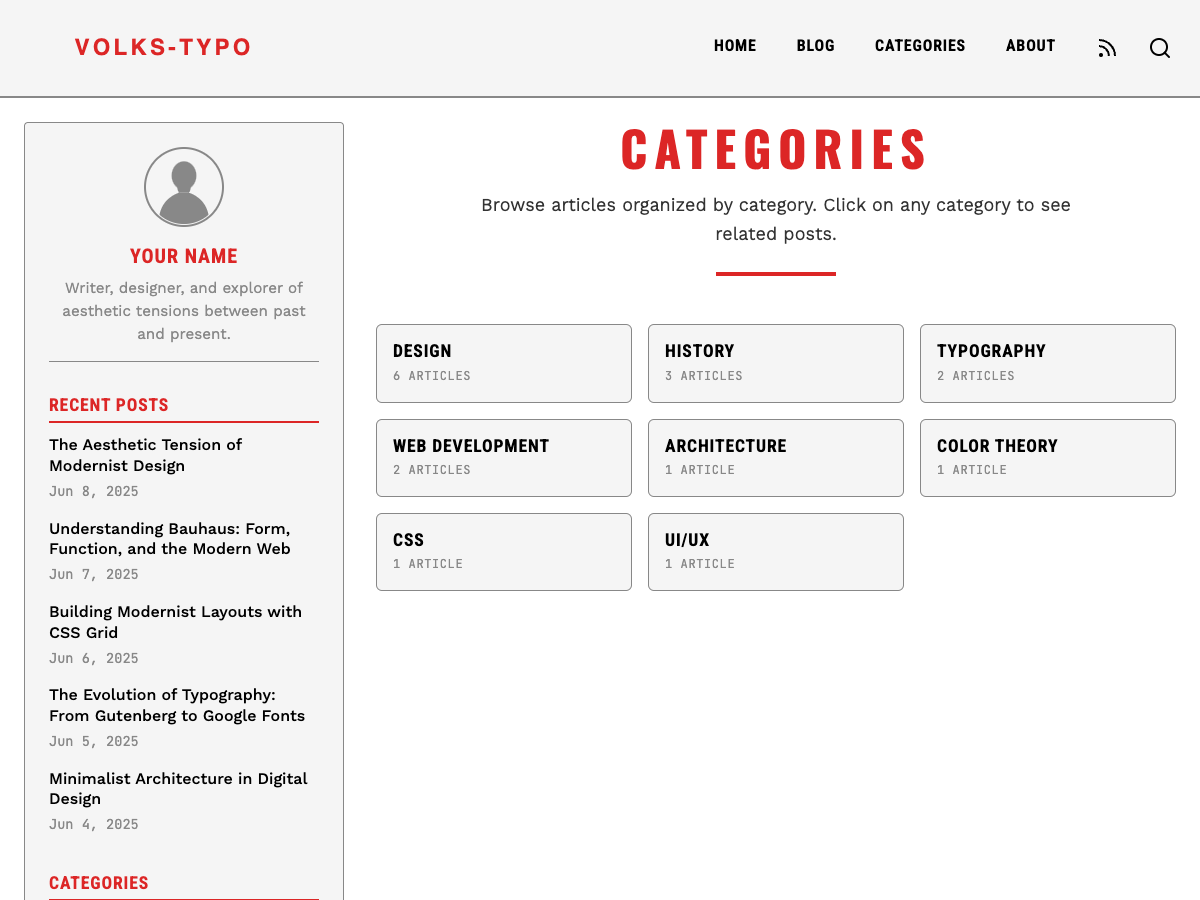 VOLKS-TYPO
HOME
BLOG
CATEGORIES
ABOUT
YOUR NAME
Writer, designer, and explorer of
aesthetic tensions between past
and present.
RECENT POSTS
The Aesthetic Tension of
Modernist Design
Jun 8, 2025
Understanding Bauhaus: Form,
Function, and the Modern Web
Jun 7, 2025
Building Modernist Layouts with
CSS Grid
Jun 6, 2025
The Evolution of Typography:
From Gutenberg to Google Fonts
Jun 5, 2025
Minimalist Architecture in Digital
Design
Jun 4, 2025
CATEGORIES
CATEGORIES
Browse articles organized by category. Click on any category to see
related posts.
DESIGN
6 ARTICLES
HISTORY
3 ARTICLES
TYPOGRAPHY
2 ARTICLES
WEB DEVELOPMENT
2 ARTICLES
ARCHITECTURE
1 ARTICLE
COLOR THEORY
1 ARTICLE
CSS
1 ARTICLE
UI/UX
1 ARTICLE